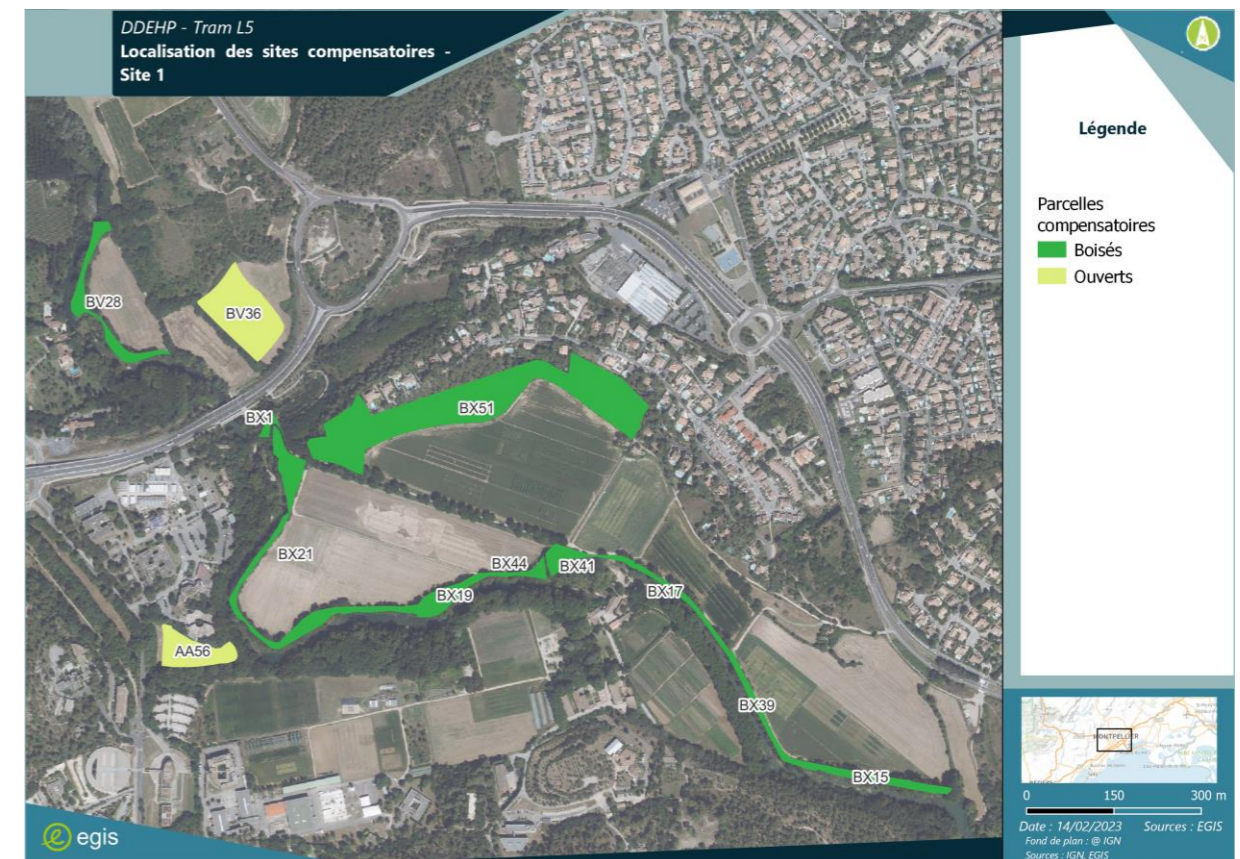 DDEHP - Tram L5
Localisation des sites compensatoires -
Site 1
Légende
Parcelles
compensatoires
Boisés
Ouverts
BV28
BV36
BX1
BX51
BX21
BX44
BX41
BX19
BX17
AA56
BX39
BX15
MONTPELLIER
0 150 300 m
Date : 14/02/2023 Sources : EGIS
Fond de plan : @ IGN
Sources : IGN, EGIS
egis